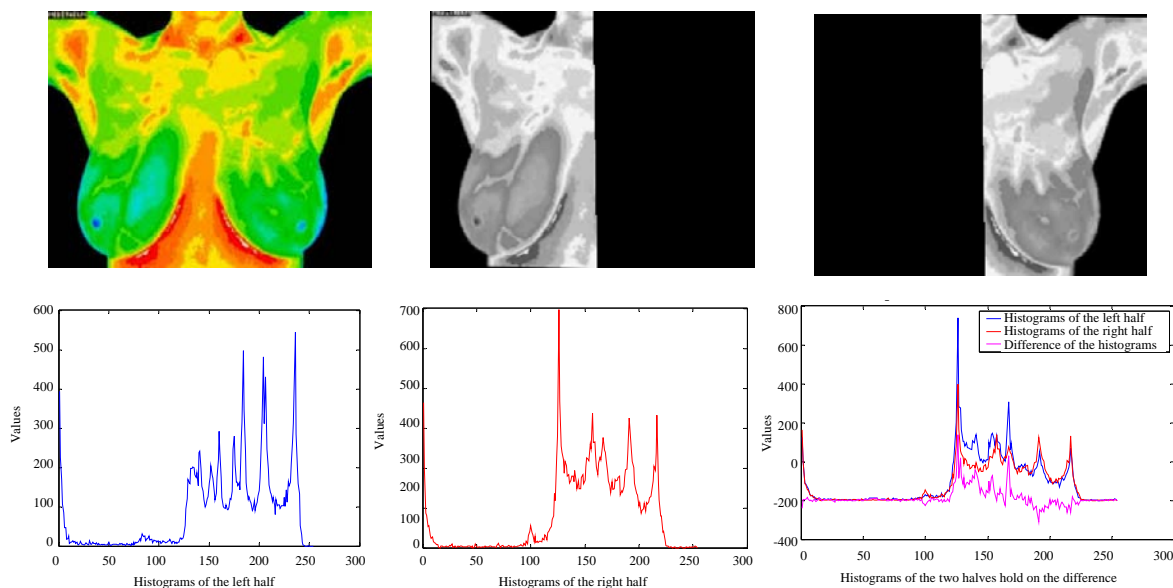 600
500
400
300
200
100
0
0 50 100 150 200 250 300
Values
Histograms of the left half
700
600
500
400
300
200
100
0
0 50 100 150 200 250 300
Values
Histograms of the right half
800
600
400
200
0
-200
-400
0 50 100 150 200 250 300
Values
Histograms of the left half
Histograms of the right half
Difference of the histograms
Histograms of the two halves hold on the difference